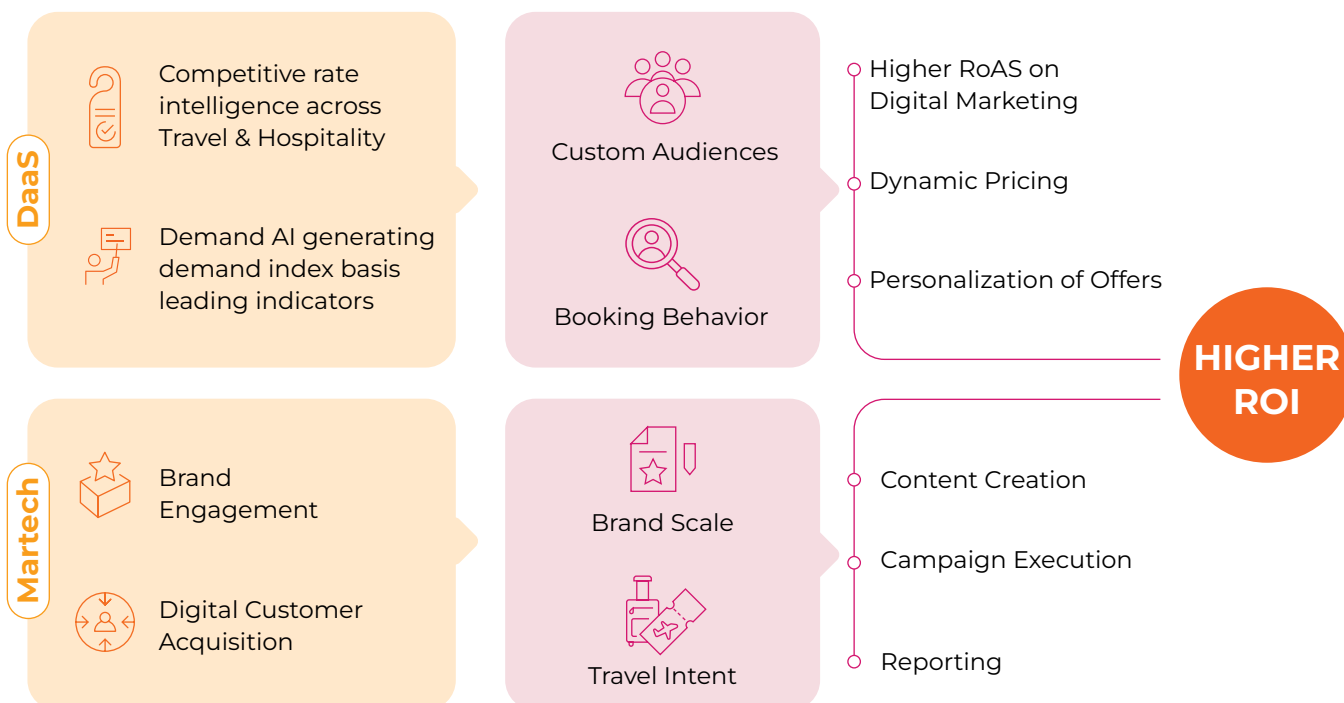 DaaS
Competitive rate
intelligence across
Travel & Hospitality
Demand AI generating
demand index basis
leading indicators
Custom Audiences
Booking Behavior
Higher RoAS on
Digital Marketing
Dynamic Pricing
Personalization of Offers
HIGHER
ROI
Martech
Brand
Engagement
Digital Customer
Acquisition
Brand Scale
Travel Intent
Content Creation
Campaign Execution
Reporting